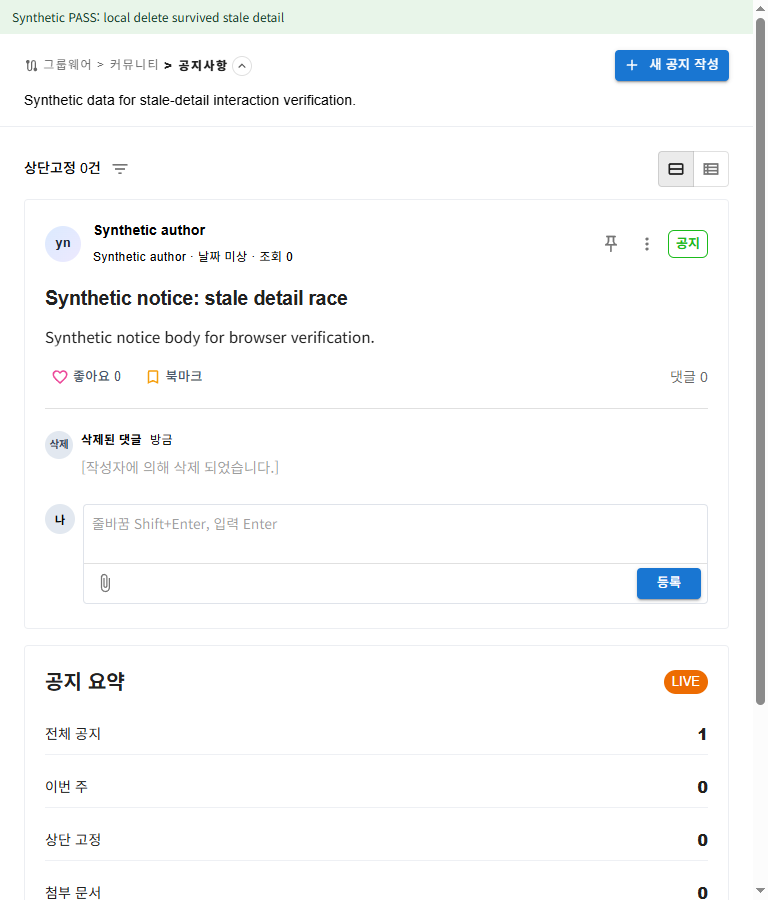 Synthetic PASS: local delete survived stale detail
그룹웨어 > 커뮤니티 > 공지사항
새 공지 작성
Synthetic data for stale-detail interaction verification.
상단고정 0건
yn
Synthetic author
Synthetic author · 날짜 미상 · 조회 0
공지
Synthetic notice: stale detail race
Synthetic notice body for browser verification.
좋아요 0 북마크 댓글 0
삭제
삭제된 댓글 방금
[작성자에 의해 삭제 되었습니다.]
나
줄바꿈 Shift+Enter, 입력 Enter
등록
공지 요약 LIVE
전체 공지 1
이번 주 0
상단 고정 0
첨부 문서 0